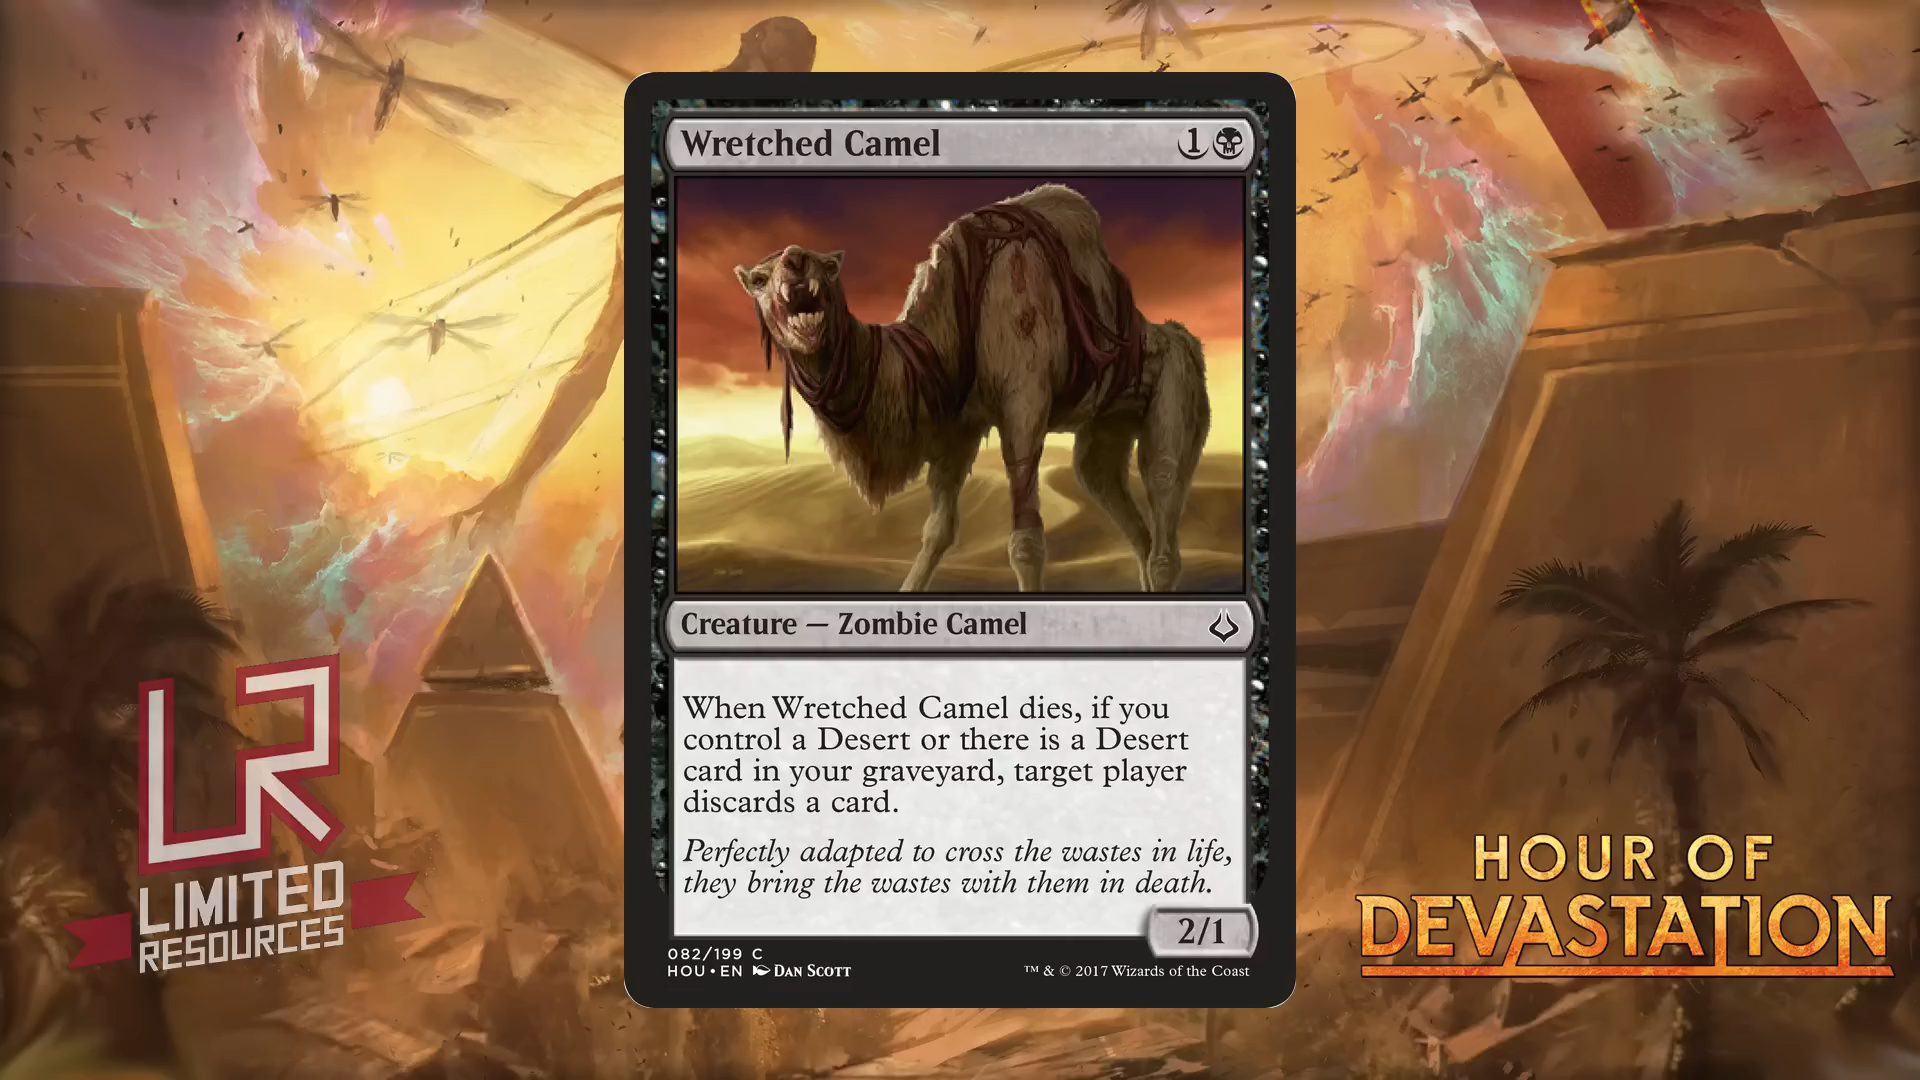 Wretched Camel 1
Creature — Zombie Camel
When Wretched Camel dies, if you
control a Desert or there is a Desert
card in your graveyard, target player
discards a card.
Perfectly adapted to cross the wastes in life,
they bring the wastes with them in death.
2/1
082/199 C
HOU • EN Dan Scott
™ & © 2017 Wizards of the Coast
LR
LIMITED
RESOURCES
HOUR OF
DEVASTATION